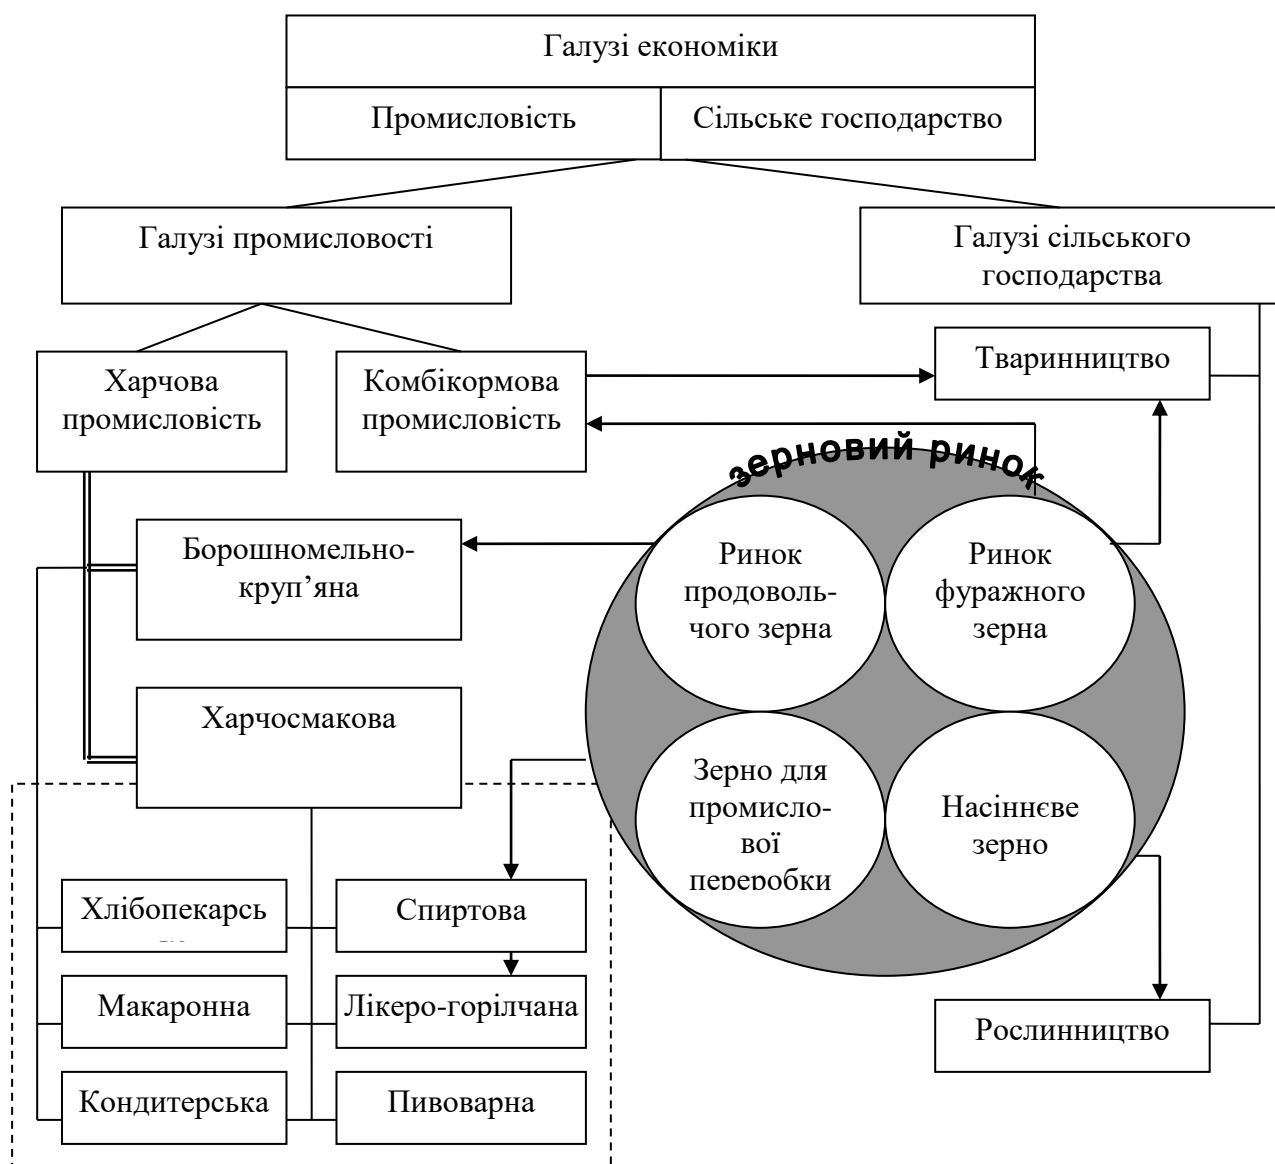 Галузі економіки
Промисловість
Сільське господарство
Галузі промисловості
Галузі сільського
господарства
Харчова
промисловість
Комбікормова
промисловість
Тваринництво
зерновий ринок
Борошномельно-
круп’яна
Ринок
продоволь-
чого зерна
Ринок
фуражного
зерна
Харчосмакова
Зерно для
промисло-
вої
переробки
Насіннєве
зерно
Хлібопекарсь
Спиртова
Макаронна
Лікеро-горілчана
Рослинництво
Кондитерська
Пивоварна